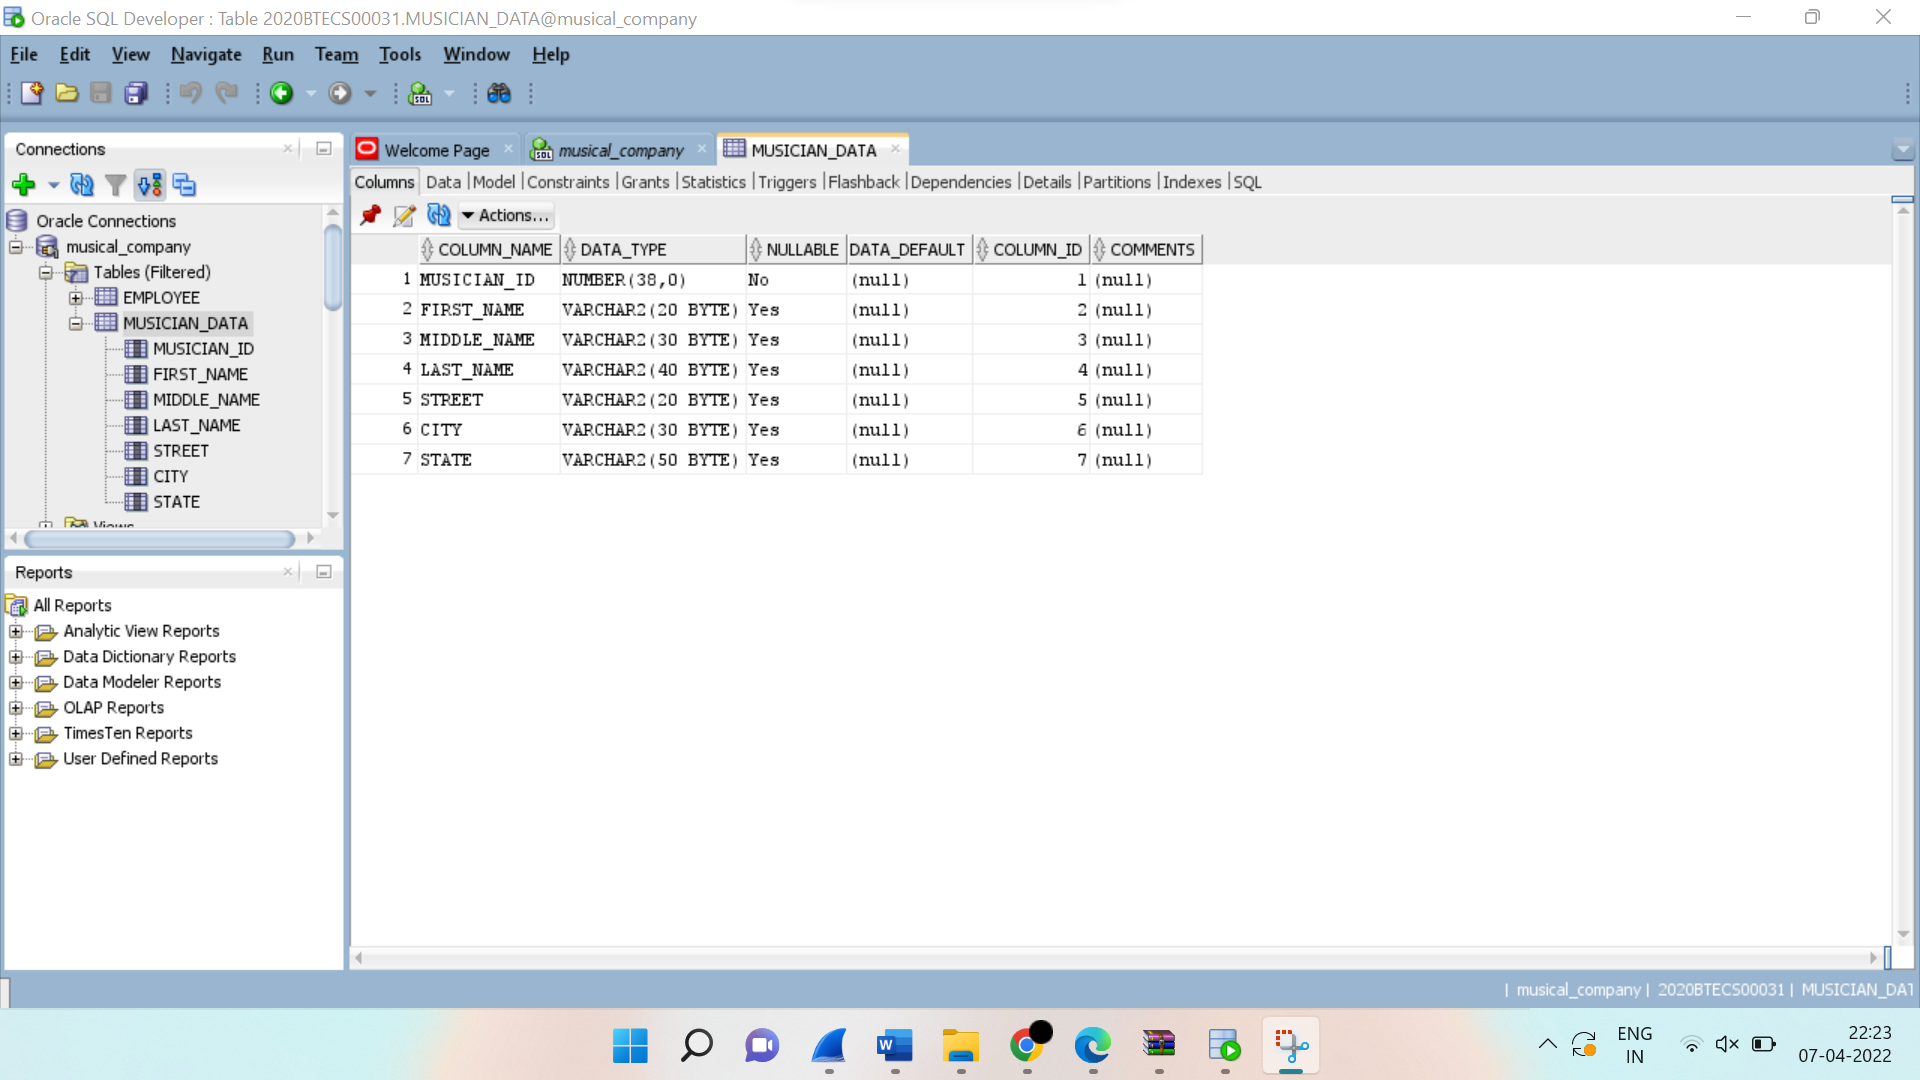 Oracle SQL Developer : Table 2020BTECS00031.MUSICIAN_DATA@musical_company
File Edit View Navigate Run Team Tools Window Help
SQL
Connections
Welcome Page
SQL musical_company
MUSICIAN_DATA
Columns Data Model Constraints Grants Statistics Triggers Flashback Dependencies Details Partitions Indexes SQL
Actions...
Oracle Connections
musical_company
Tables (Filtered)
EMPLOYEE
MUSICIAN_DATA
MUSICIAN_ID
FIRST_NAME
MIDDLE_NAME
LAST_NAME
STREET
CITY
STATE
Views
COLUMN_NAME DATA_TYPE NULLABLE DATA_DEFAULT COLUMN_ID COMMENTS
1 MUSICIAN_ID NUMBER(38,0) No (null) 1 (null)
2 FIRST_NAME VARCHAR2(20 BYTE) Yes (null) 2 (null)
3 MIDDLE_NAME VARCHAR2(30 BYTE) Yes (null) 3 (null)
4 LAST_NAME VARCHAR2(40 BYTE) Yes (null) 4 (null)
5 STREET VARCHAR2(20 BYTE) Yes (null) 5 (null)
6 CITY VARCHAR2(30 BYTE) Yes (null) 6 (null)
7 STATE VARCHAR2(50 BYTE) Yes (null) 7 (null)
Reports
All Reports
Analytic View Reports
Data Dictionary Reports
Data Modeler Reports
OLAP Reports
TimesTen Reports
User Defined Reports
| musical_company | 2020BTECS00031 | MUSICIAN_DAT
W
ENG
IN
22:23
07-04-2022